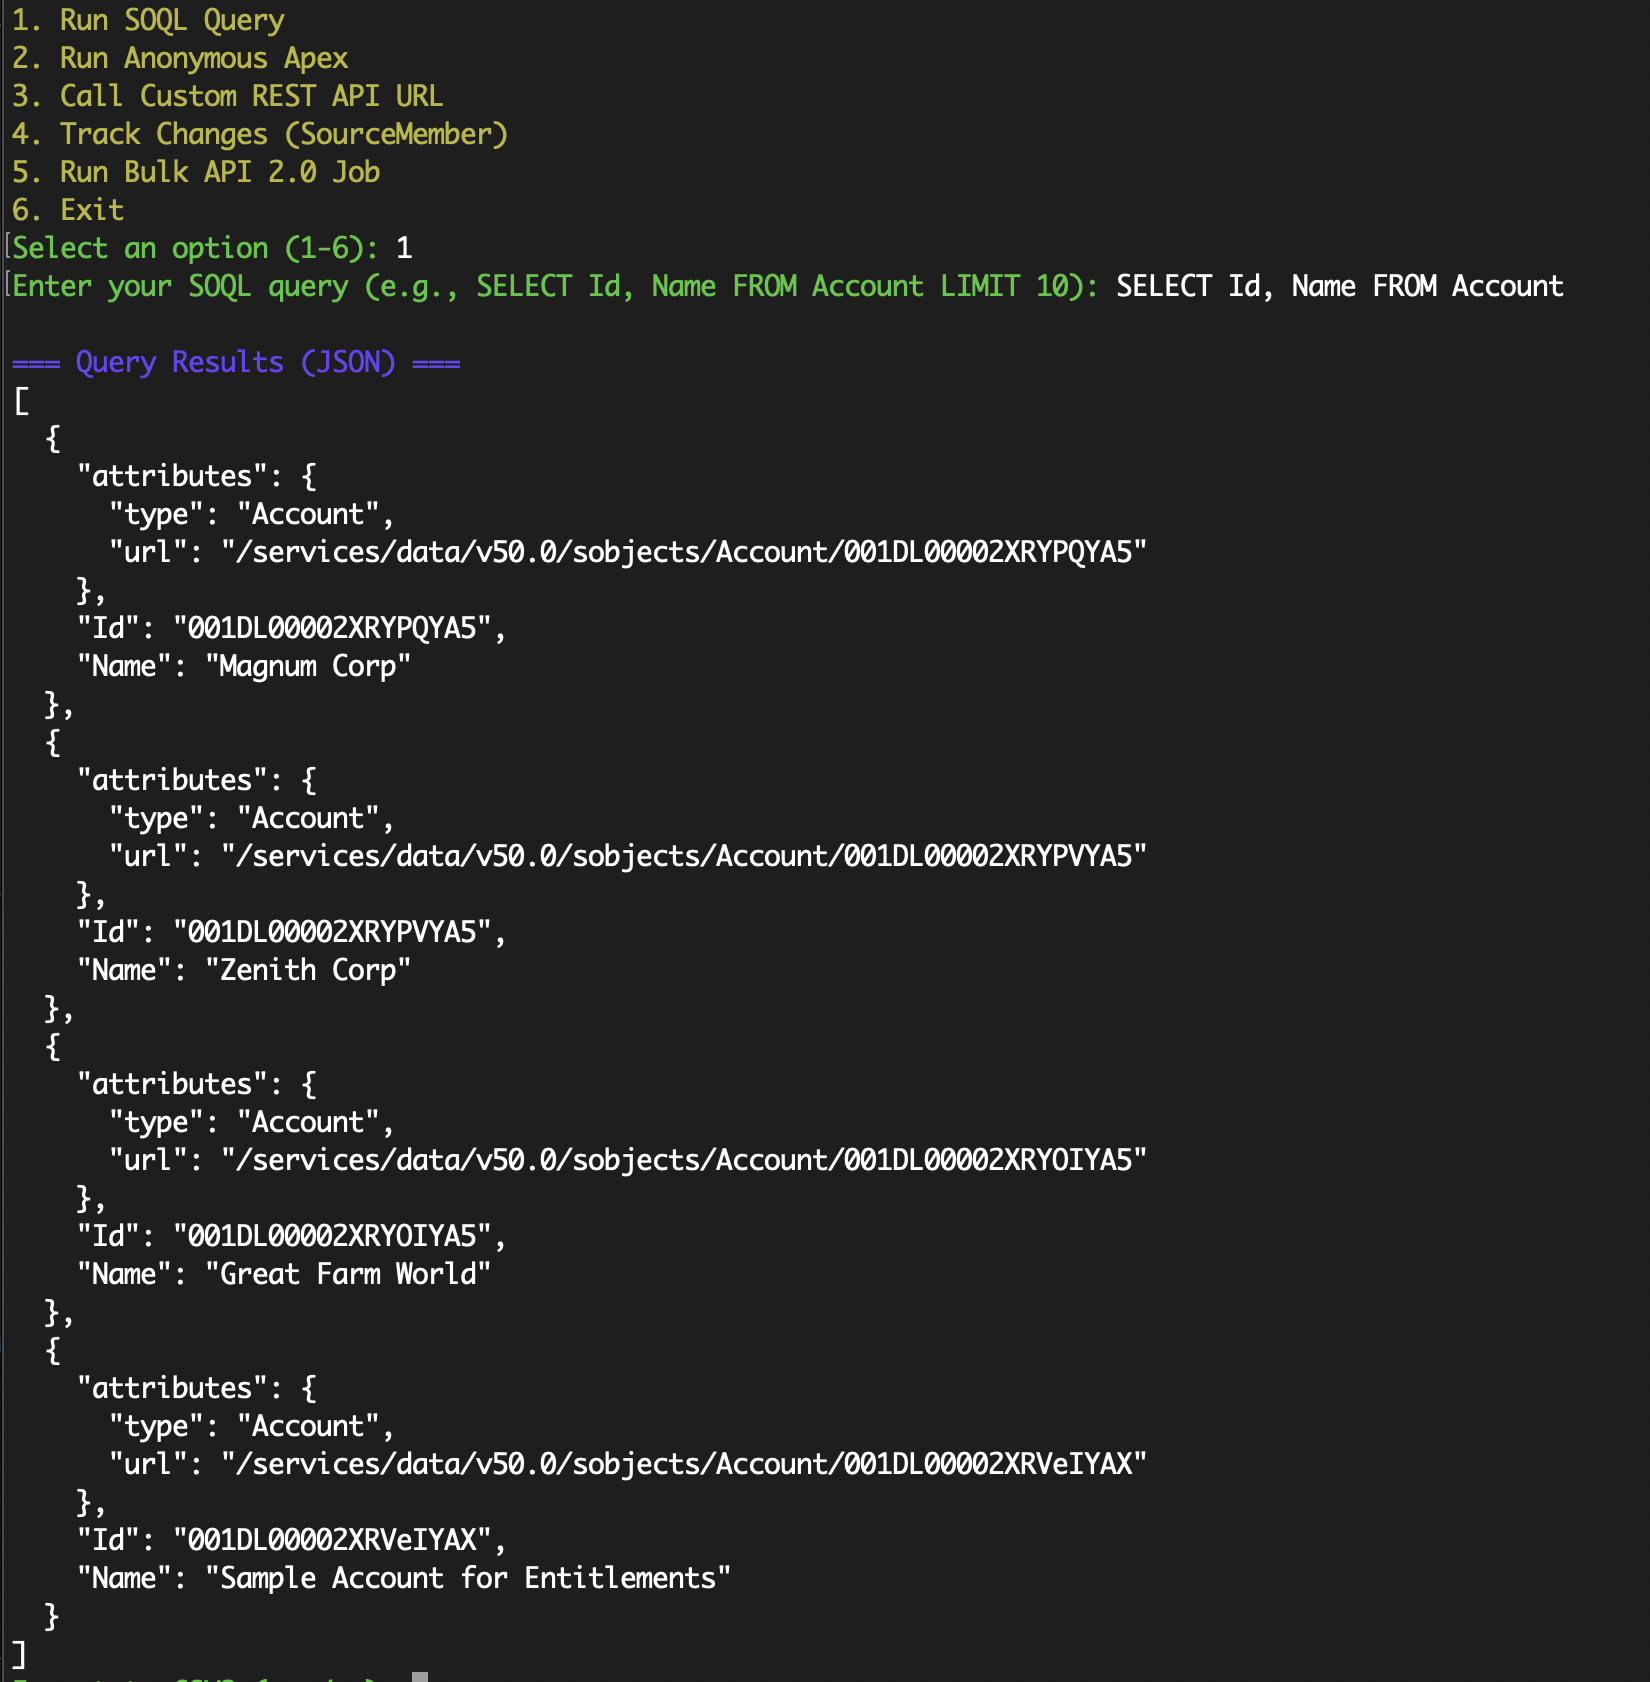 1. Run SOQL Query
2. Run Anonymous Apex
3. Call Custom REST API URL
4. Track Changes (SourceMember)
5. Run Bulk API 2.0 Job
6. Exit
[Select an option (1-6): 1
[Enter your SOQL query (e.g., SELECT Id, Name FROM Account LIMIT 10): SELECT Id, Name FROM Account
=== Query Results (JSON) ===
[
  {
    "attributes": {
      "type": "Account",
      "url": "/services/data/v50.0/sobjects/Account/001DL00002XRYPQYA5"
    },
    "Id": "001DL00002XRYPQYA5",
    "Name": "Magnum Corp"
  },
  {
    "attributes": {
      "type": "Account",
      "url": "/services/data/v50.0/sobjects/Account/001DL00002XRYPVYA5"
    },
    "Id": "001DL00002XRYPVYA5",
    "Name": "Zenith Corp"
  },
  {
    "attributes": {
      "type": "Account",
      "url": "/services/data/v50.0/sobjects/Account/001DL00002XRYOIYA5"
    },
    "Id": "001DL00002XRYOIYA5",
    "Name": "Great Farm World"
  },
  {
    "attributes": {
      "type": "Account",
      "url": "/services/data/v50.0/sobjects/Account/001DL00002XRVeIYAX"
    },
    "Id": "001DL00002XRVeIYAX",
    "Name": "Sample Account for Entitlements"
  }
]